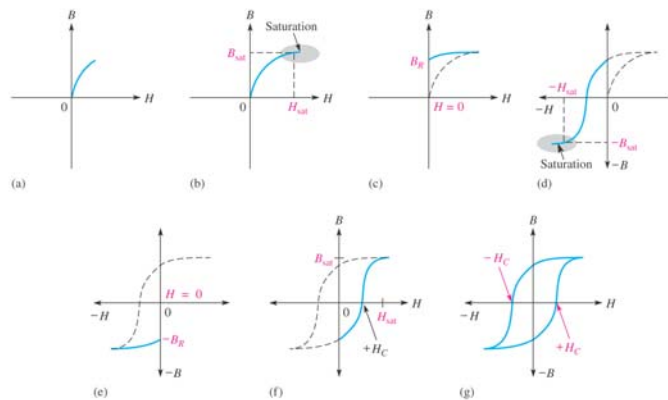 B
B_sat
Saturation
0
H
H_sat
(b)
B
0
H
(a)
B
B_R
H = 0
H
(c)
−H_sat
−H
0
−B_sat
Saturation
−B
(d)
B
−H
H = 0
0
−B_R
−B
(e)
B
B_sat
0
H
H_sat
+H_C
(f)
B
−H_C
H
+H_C
(g)